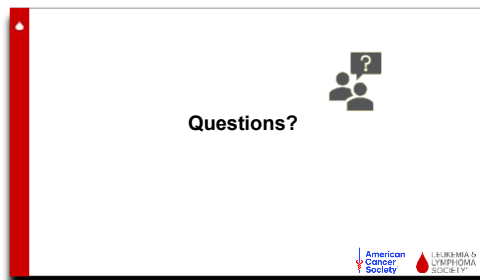 ?
Questions?
American
Cancer
Society
LEUKEMIA &
LYMPHOMA
SOCIETY